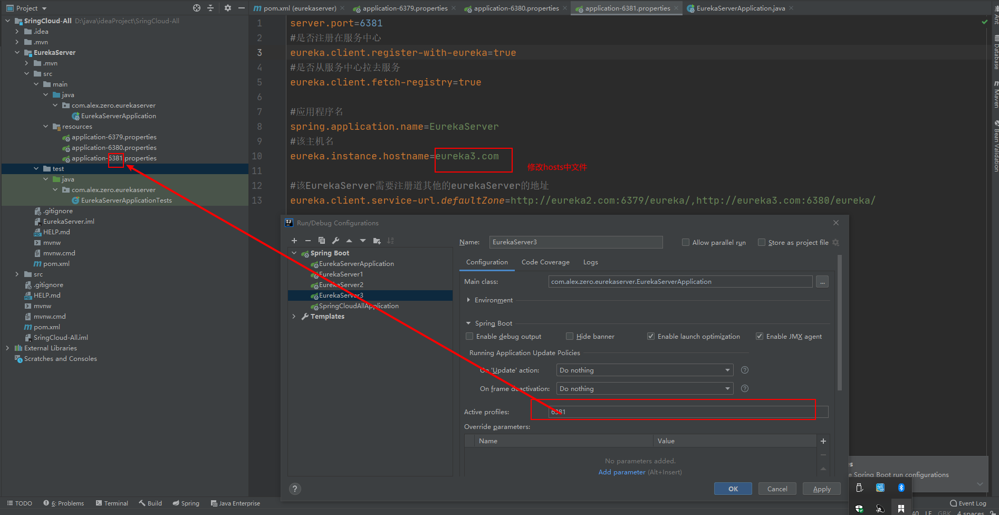 Project
pom.xml (eurekaserver)
application-6379.properties
application-6380.properties
application-6381.properties
EurekaServerApplication.java
SringCloud-All D:\java\ideaProject\SringCloud-All
.idea
.mvn
EurekaServer
.mvn
src
main
java
com.alex.zero.eurekaserver
EurekaServerApplication
resources
application-6379.properties
application-6380.properties
application-6381.properties
test
java
com.alex.zero.eurekaserver
EurekaServerApplicationTests
.gitignore
EurekaServer.iml
HELP.md
mvnw
mvnw.cmd
pom.xml
src
.gitignore
HELP.md
mvnw
mvnw.cmd
pom.xml
SringCloud-All.iml
External Libraries
Scratches and Consoles
1 server.port=6381
2 #是否注册在服务中心
3 eureka.client.register-with-eureka=true
4 #是否从服务中心拉去服务
5 eureka.client.fetch-registry=true
6
7 #应用程序名
8 spring.application.name=EurekaServer
9 #该主机名
10 eureka.instance.hostname=eureka3.com
修改hosts中文件
11
12 #该EurekaServer需要注册道其他的eurekaServer的地址
13 eureka.client.service-url.defaultZone=http://eureka2.com:6379/eureka/,http://eureka3.com:6380/eureka/
Ant
Database
Maven
Bean Validation
Run/Debug Configurations
Spring Boot
EurekaServerApplication
EurekaServer1
EurekaServer2
EurekaServer3
SpringCloudAllApplication
Templates
Name: EurekaServer3
Allow parallel run
Store as project file
Configuration
Code Coverage
Logs
Main class: com.alex.zero.eurekaserver.EurekaServerApplication
...
Environment
Spring Boot
Enable debug output
Hide banner
Enable launch optimization
Enable JMX agent
Running Application Update Policies
On 'Update' action: Do nothing
On frame deactivation: Do nothing
Active profiles: 6381
Override parameters:
Name
Value
No parameters added.
Add parameter (Alt+Insert)
OK
Cancel
Apply
Spring Boot run configurations
TODO
6: Problems
Terminal
Build
Spring
Java Enterprise
Event Log
LF
GBK
4 spaces